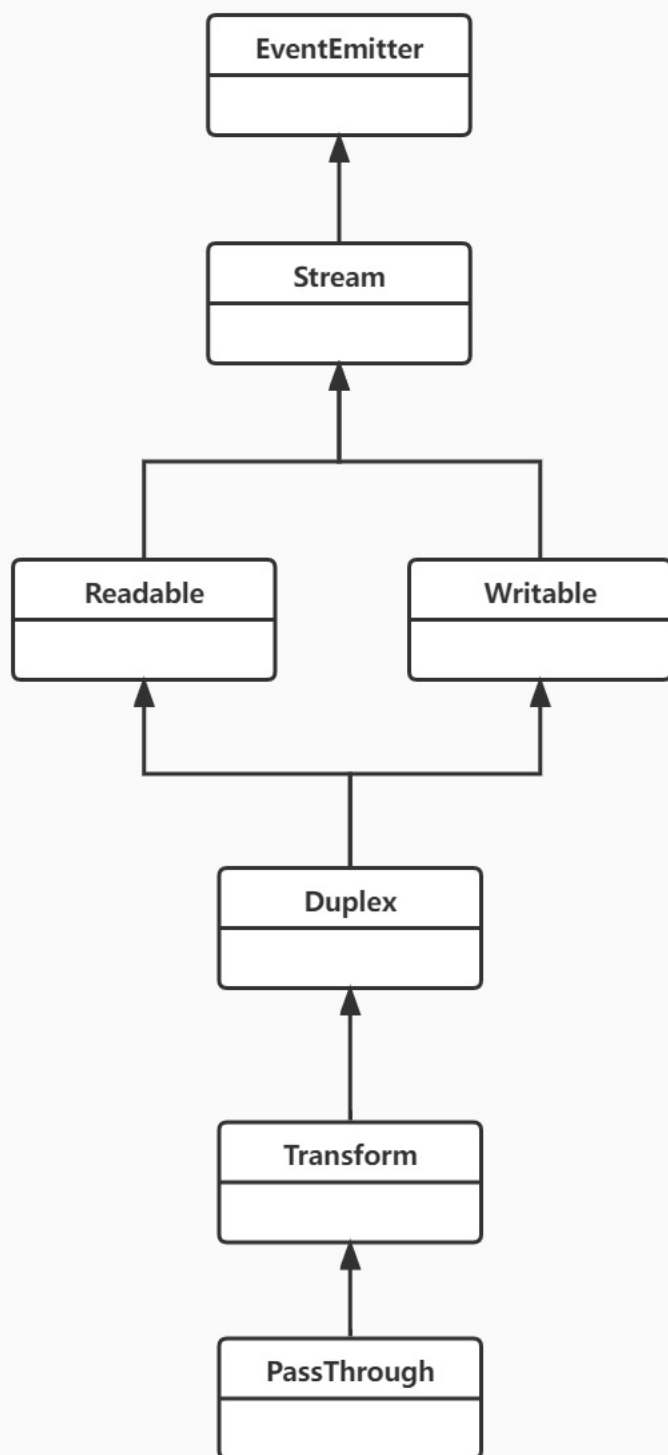 EventEmitter
Stream
Readable
Writable
Duplex
Transform
PassThrough